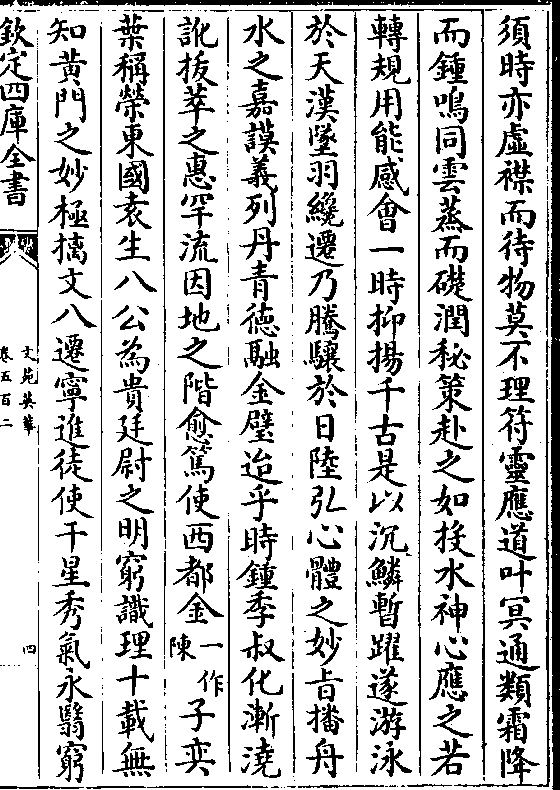 須時亦虛襟而待物莫不理符靈應道叶冥通類霜降
而鍾鳴同雲蒸而礎潤秘策赴之如投水神心應之若
轉規用能感會一時抑揚千古是以沉鱗暫躍遂游泳
於天漢墜羽纔遷乃騰驤於日陸弘心體之妙旨播舟
水之嘉謨義列丹青德融金璧迨乎時鍾季叔化漸澆
訛拔萃之惠罕流因地之階愈篤使西都金一作陳子奕
葉稱榮東國袁生八公為貴廷尉之明窮識理十載無
知黃門之妙極摛文八遷寧進徒使干星秀氣永翳窮
欽定四庫全書
文苑英華
卷五百二
四